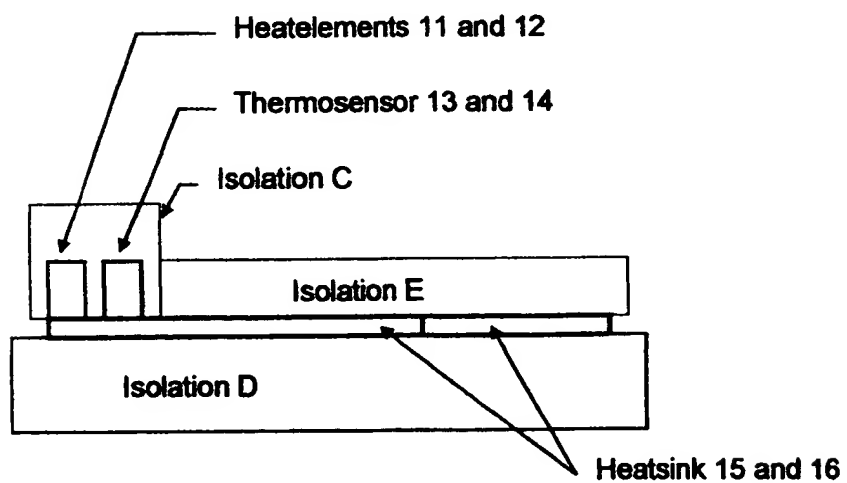 Heatelements 11 and 12
Thermosensor 13 and 14
Isolation C
Isolation E
Isolation D
Heatsink 15 and 16